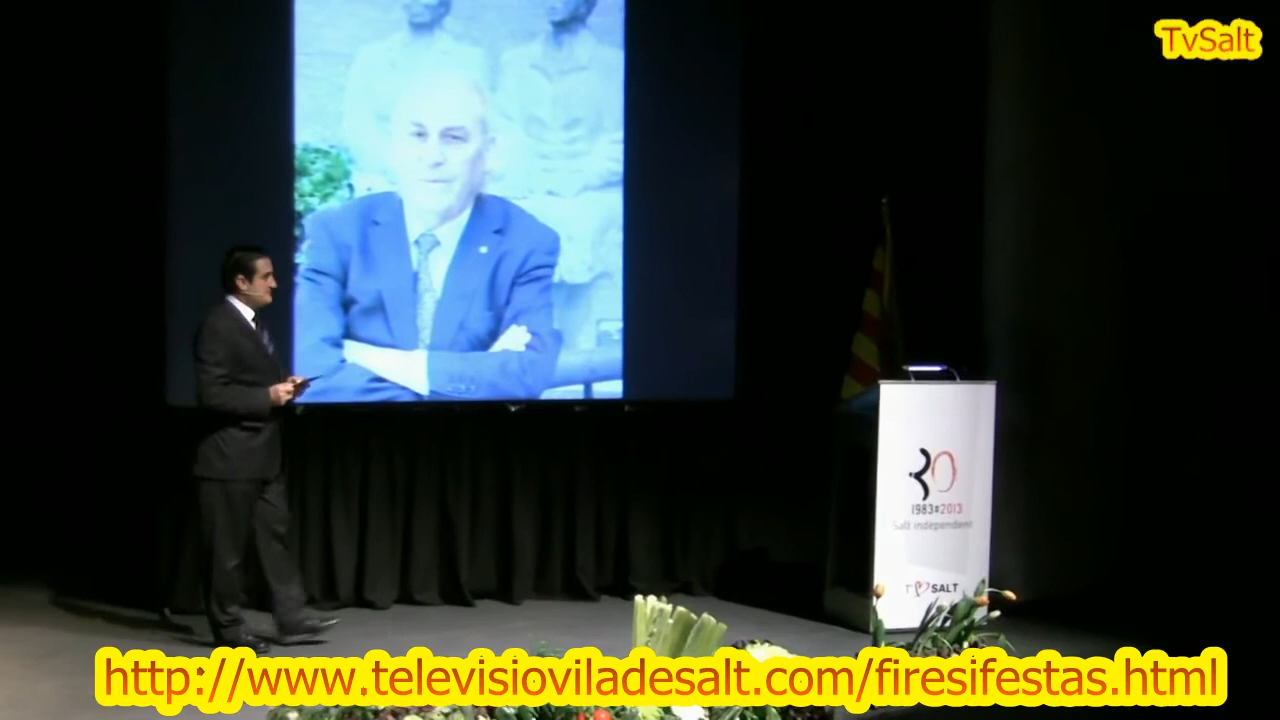 TvSalt
30
1983#2013
Salt independent
T SALT
http://www.televisioviladesalt.com/firesifestas.html